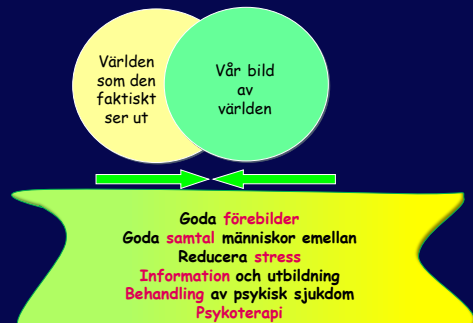 Världen
som den
faktiskt
ser ut
Vår bild
av
världen
Goda förebilder
Goda samtal människor emellan
Reducera stress
Information och utbildning
Behandling av psykisk sjukdom
Psykoterapi